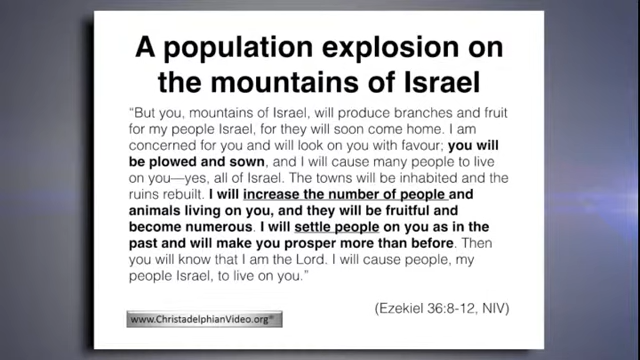 A population explosion on
the mountains of Israel
“But you, mountains of Israel, will produce branches and fruit
for my people Israel, for they will soon come home. I am
concerned for you and will look on you with favour; you will
be plowed and sown, and I will cause many people to live
on you—yes, all of Israel. The towns will be inhabited and the
ruins rebuilt. I will increase the number of people and
animals living on you, and they will be fruitful and
become numerous. I will settle people on you as in the
past and will make you prosper more than before. Then
you will know that I am the Lord. I will cause people, my
people Israel, to live on you.”
(Ezekiel 36:8-12, NIV)
www.ChristadelphianVideo.org®